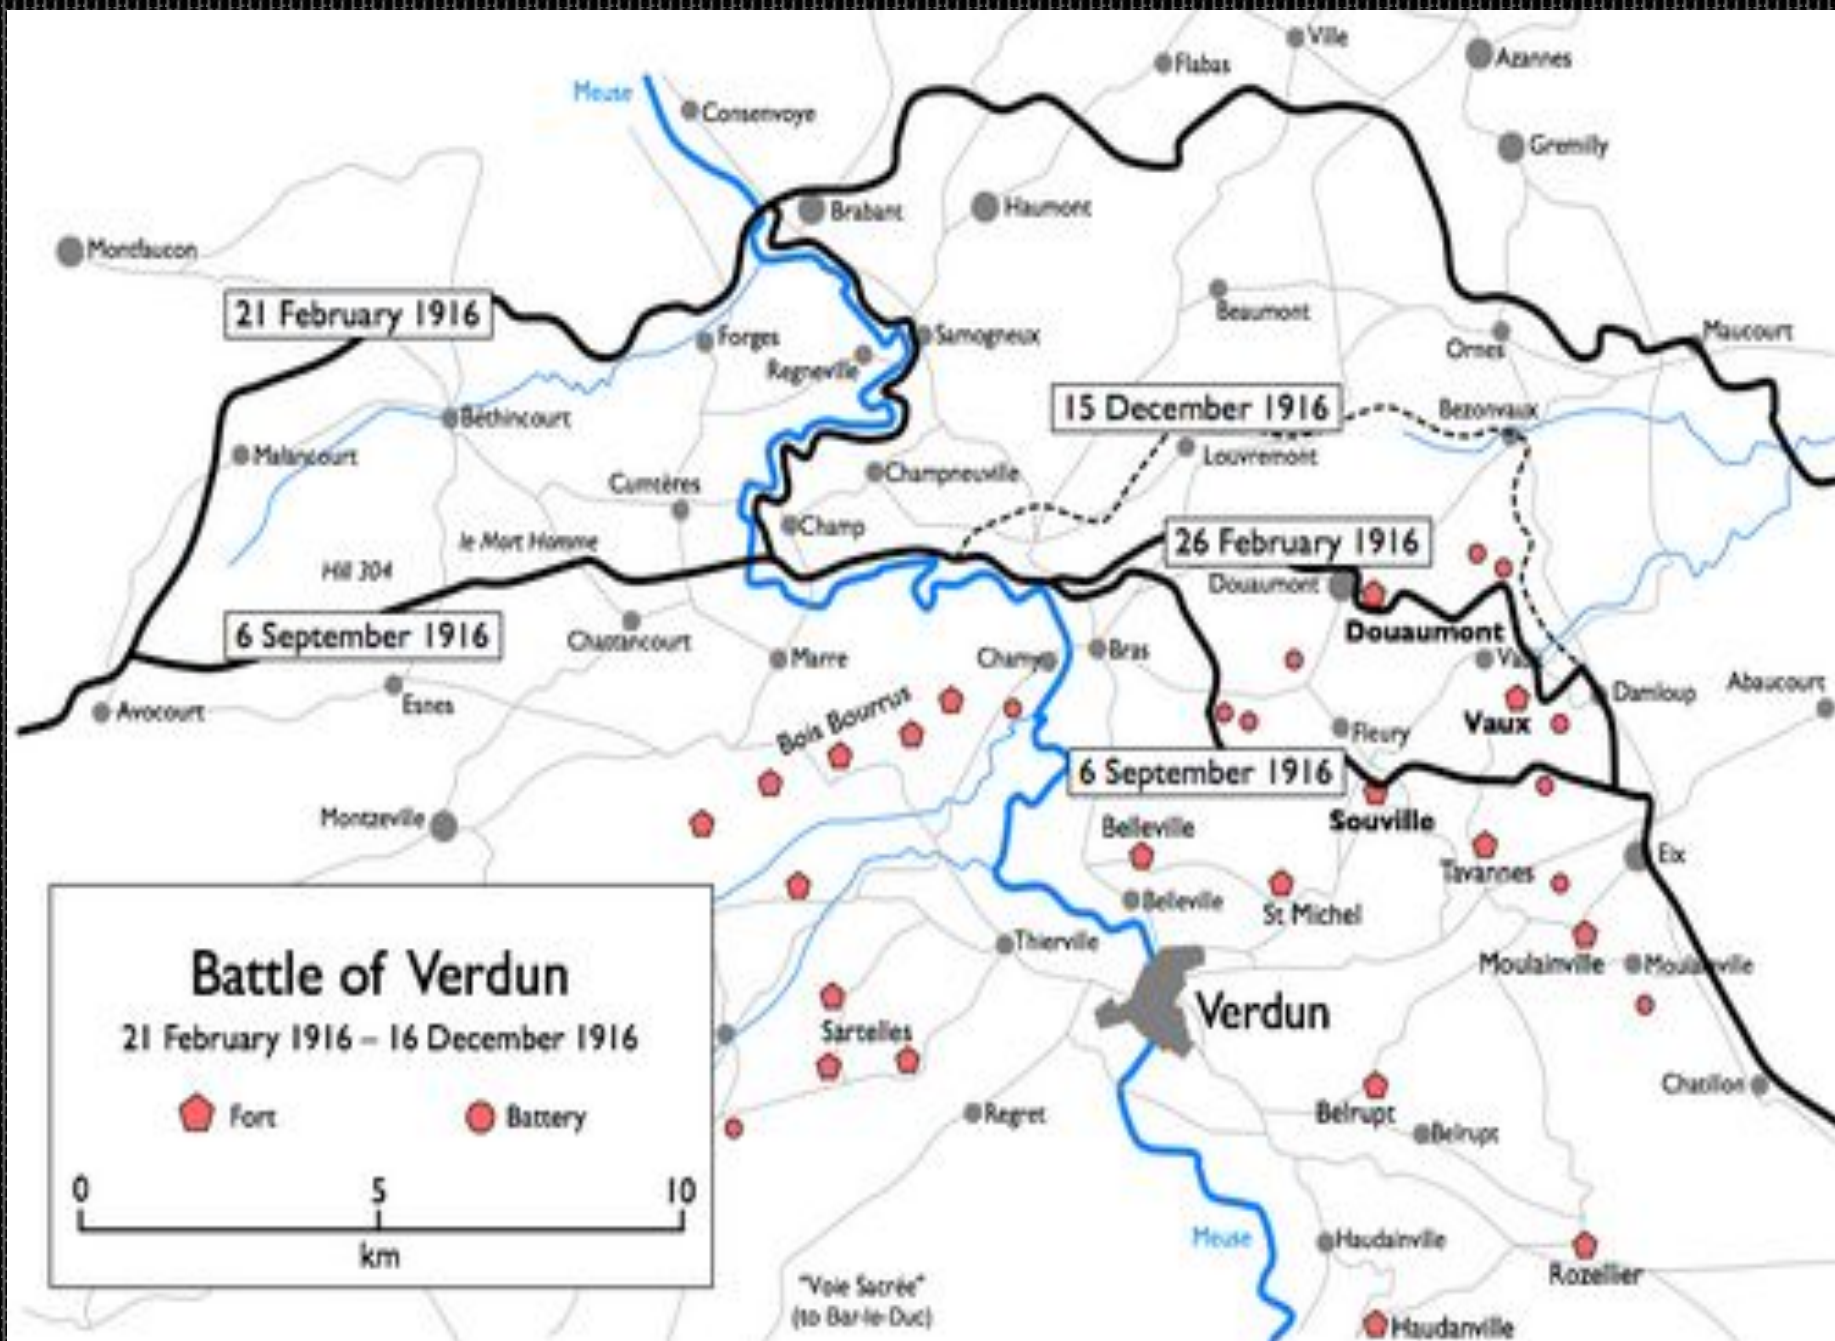 Ville
Azannes
Flabas
Meuse
Consenvoye
Gremilly
Brabant
Haumont
Montfaucon
21 February 1916
Beaumont
Forges
Samogneux
Maucourt
Ornes
Regneville
15 December 1916
Bezonvaux
Béthincourt
Malancourt
Louvremont
Champneuville
Cumtères
Champ
le Mort Homme
26 February 1916
Hill 304
Douaumont
6 September 1916
Chattancourt
Douaumont
Bras
Marre
Charny
Vaux
Damloup
Abaucourt
Esnes
Avocourt
Bois Bourrus
Vaux
Fleury
6 September 1916
Montzeville
Souville
Belleville
Eix
Tavannes
Belleville
St Michel
Thierville
Moulainville
Moulainville
Verdun
Battle of Verdun
21 February 1916 – 16 December 1916
Sartelles
Fort
Battery
Chatillon
Regret
Belrupt
Belrupt
0 5 10
km
Meuse
Haudainville
"Voie Sacrée"
(to Bar-le-Duc)
Rozellier
Haudanville